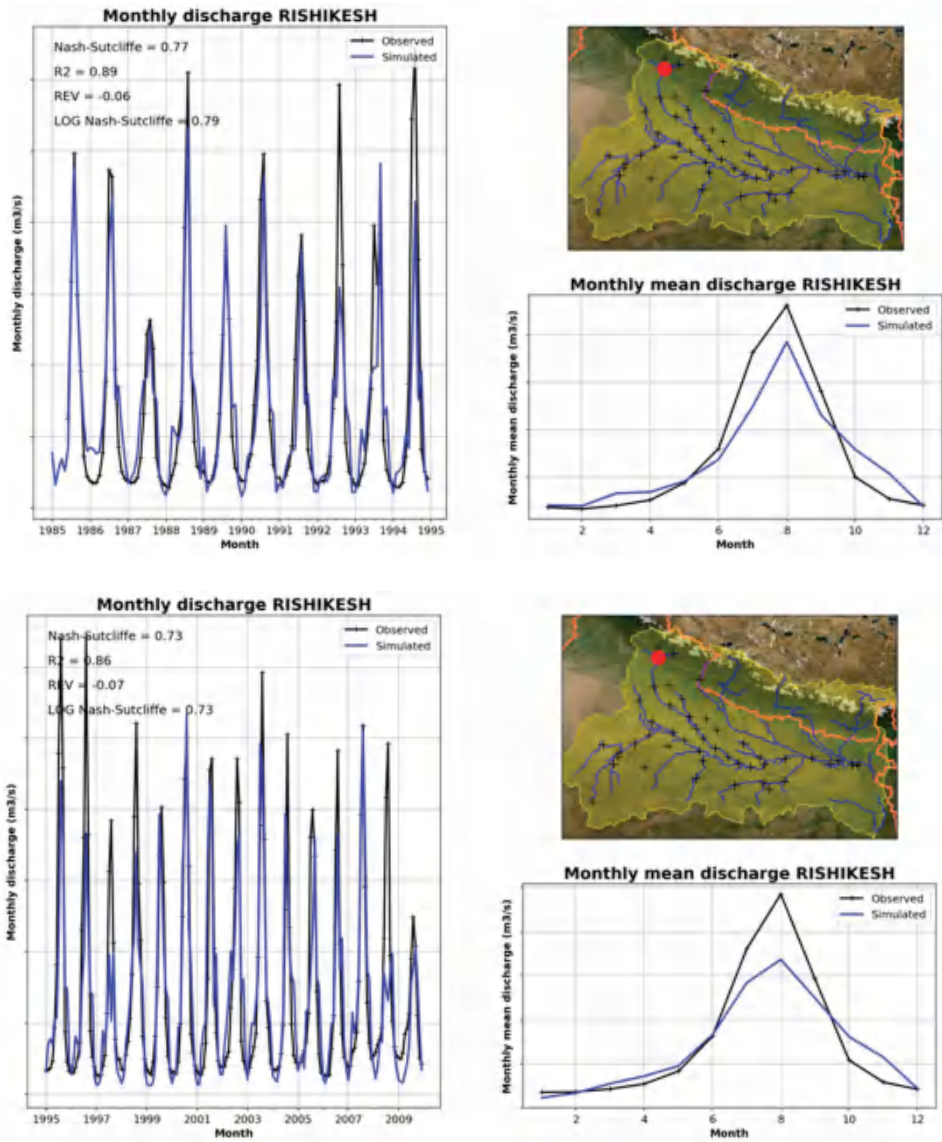 Monthly discharge RISHIKESH
Nash-Sutcliffe = 0.77
R2 = 0.89
REV = -0.06
LOG Nash-Sutcliffe = 0.79
Observed
Simulated
Monthly discharge (m3/s)
1985 1986 1987 1988 1989 1990 1991 1992 1993 1994 1995
Month
Monthly mean discharge RISHIKESH
Observed
Simulated
Monthly mean discharge (m3/s)
2 4 6 8 10 12
Month
Monthly discharge RISHIKESH
Nash-Sutcliffe = 0.73
R2 = 0.86
REV = -0.07
LOG Nash-Sutcliffe = 0.73
Observed
Simulated
Monthly discharge (m3/s)
1995 1997 1999 2001 2003 2005 2007 2009
Month
Monthly mean discharge RISHIKESH
Observed
Simulated
Monthly mean discharge (m3/s)
2 4 6 8 10 12
Month